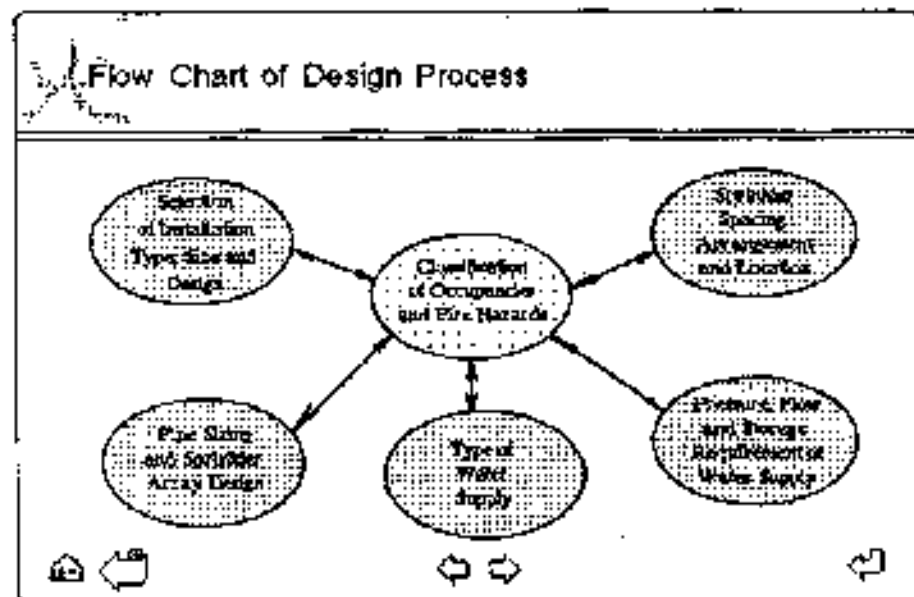 Flow Chart of Design Process
Selection
of Installation
Type, Size and
Design
Classification
of Occupancies
and Fire Hazards
Sprinkler
Spacing
Arrangement
and Location
Pipe Sizing
and Sprinkler
Array Design
Type of
Water
Supply
Pressure, Flow
and Storage
Requirement of
Water Supply